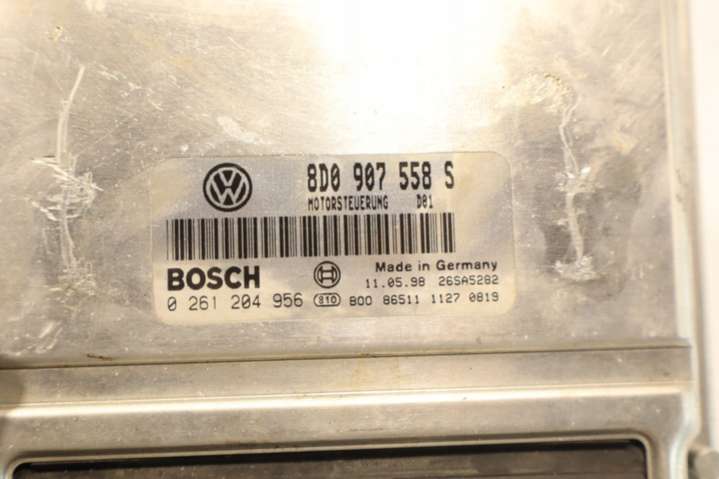 8D0 907 558 S
MOTORSTEUERUNG D01
BOSCH
Made in Germany
11.05.98 26SA5282
0 261 204 956 810 800 86511 1127 0819